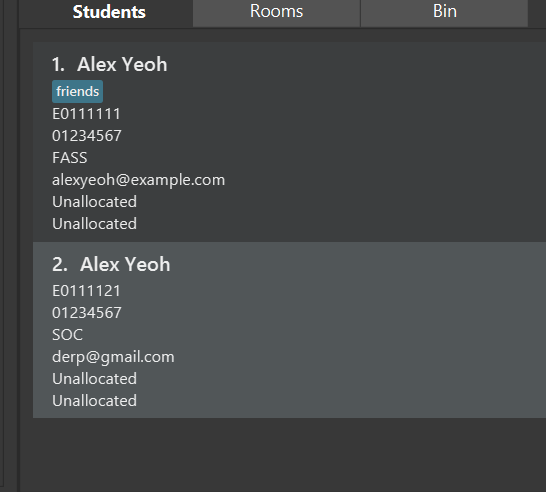 Students Rooms Bin
1. Alex Yeoh
friends
E0111111
01234567
FASS
alexyeoh@example.com
Unallocated
Unallocated
2. Alex Yeoh
E0111121
01234567
SOC
derp@gmail.com
Unallocated
Unallocated